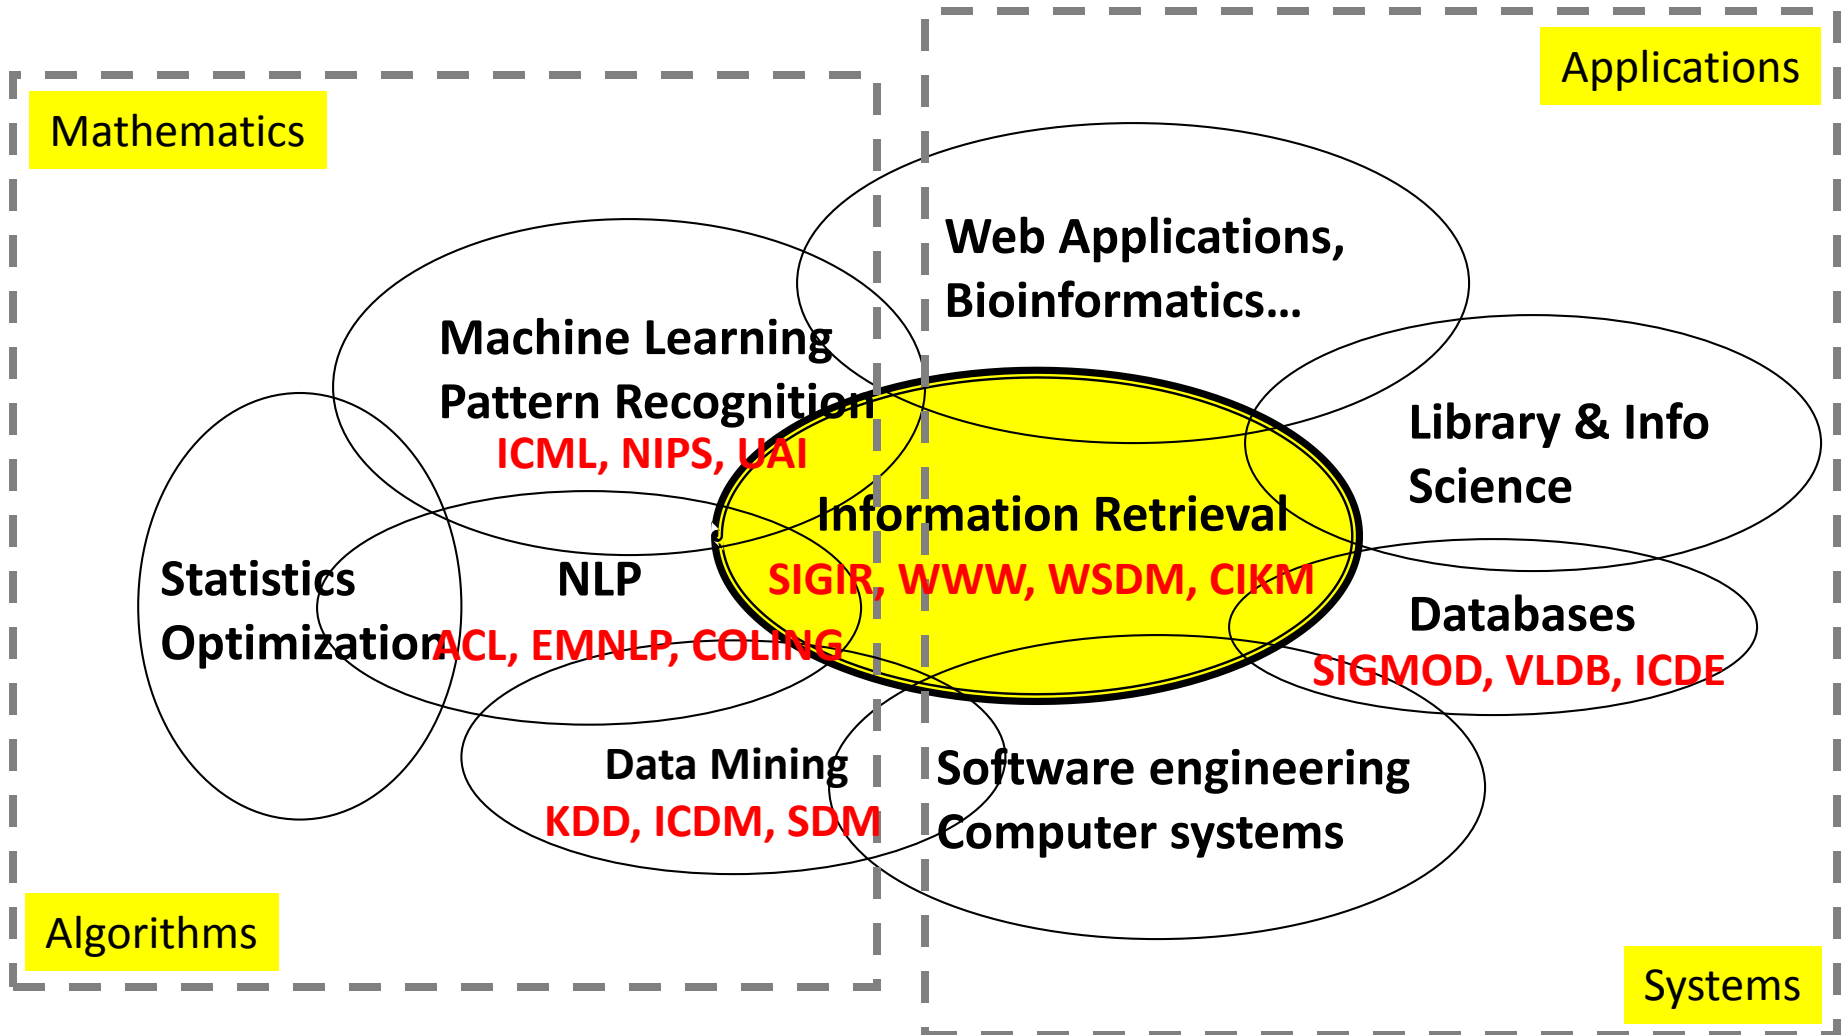 Applications
Mathematics
Web Applications,
Bioinformatics...
Machine Learning
Pattern Recognition
ICML, NIPS, UAI
Library & Info
Science
Information Retrieval
SIGIR, WWW, WSDM, CIKM
Statistics
Optimization
NLP
ACL, EMNLP, COLING
Databases
SIGMOD, VLDB, ICDE
Data Mining
KDD, ICDM, SDM
Software engineering
Computer systems
Algorithms
Systems